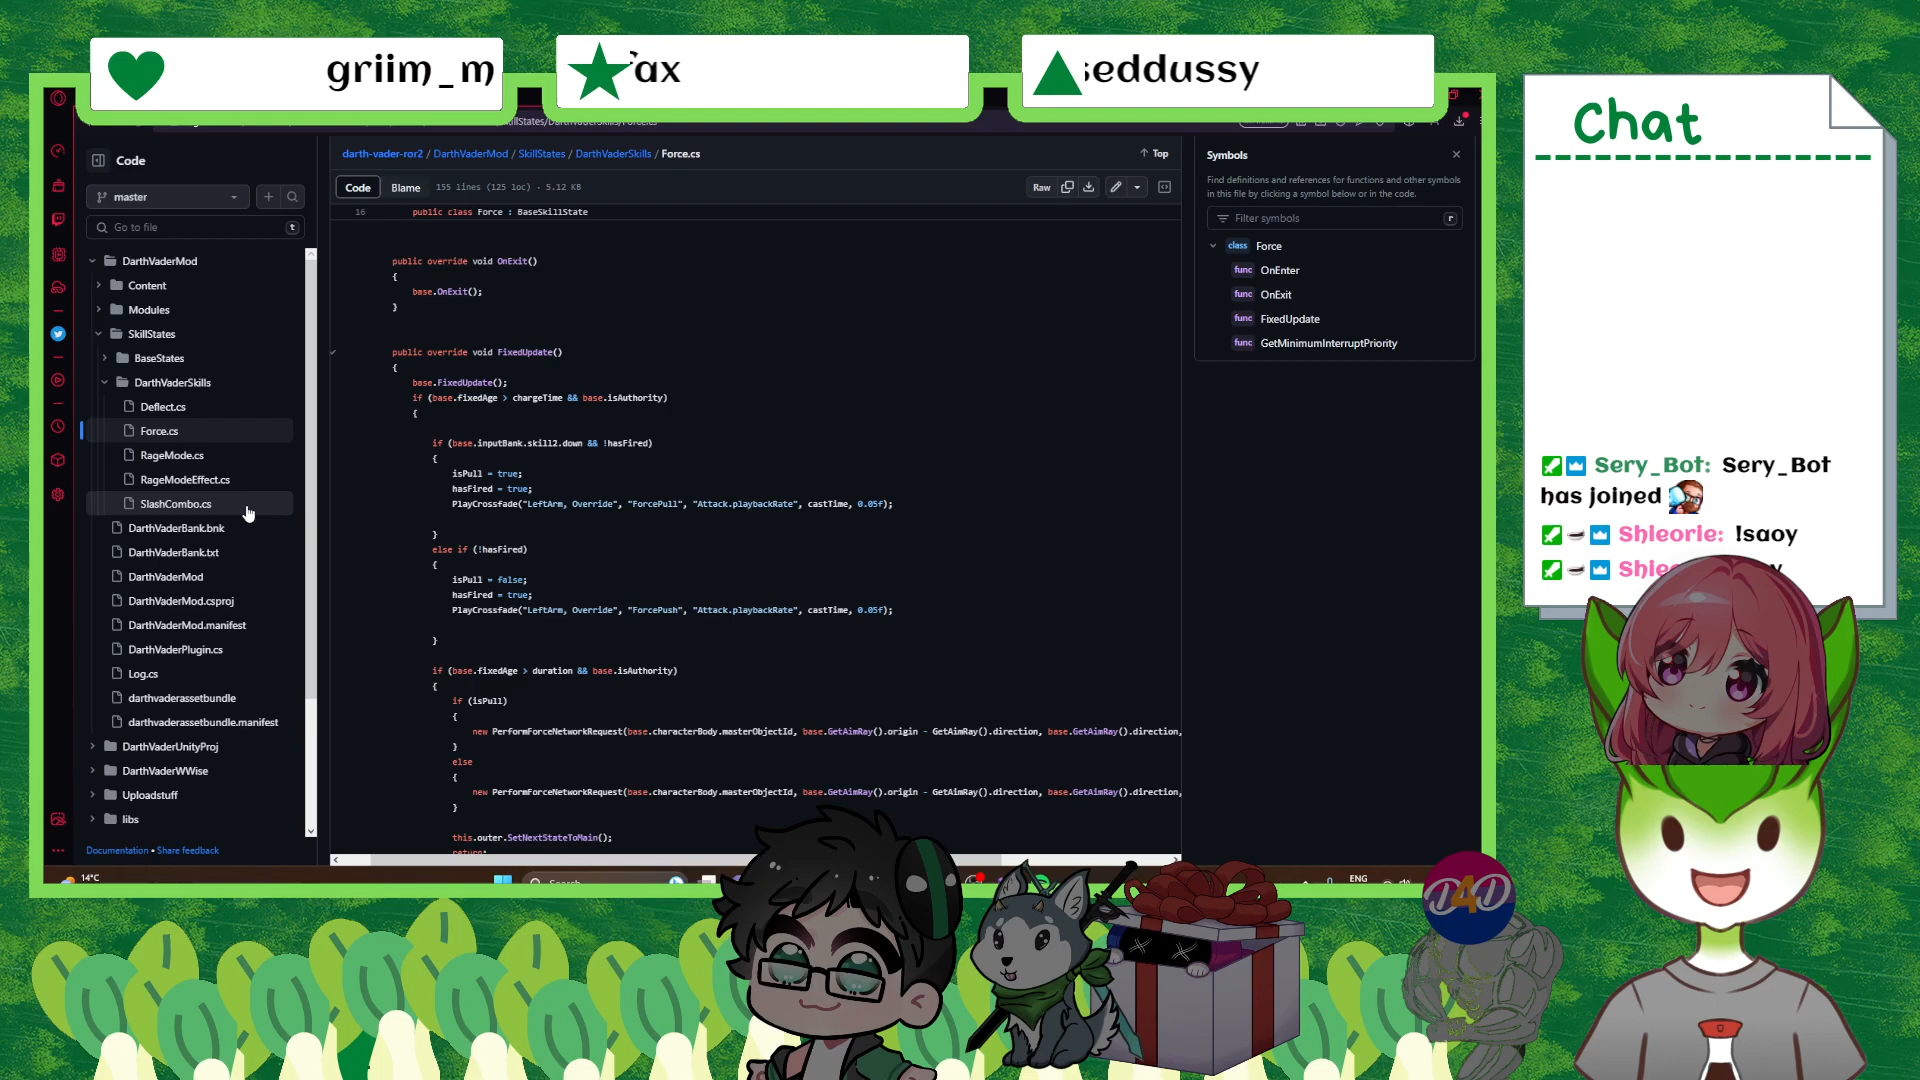 griim_m
fax
seddussy
Chat
Code
master
Go to file
t
DarthVaderMod
Content
Modules
SkillStates
BaseStates
DarthVaderSkills
Deflect.cs
Force.cs
RageMode.cs
RageModeEffect.cs
SlashCombo.cs
DarthVaderBank.bnk
DarthVaderBank.txt
DarthVaderMod
DarthVaderMod.csproj
DarthVaderMod.manifest
DarthVaderPlugin.cs
Log.cs
darthvaderassetbundle
darthvaderassetbundle.manifest
DarthVaderUnityProj
DarthVaderWWise
Uploadstuff
libs
Documentation • Share feedback
darth-vader-ror2 / DarthVaderMod / SkillStates / DarthVaderSkills / Force.cs
Top
Code Blame 155 lines (125 loc) · 5.12 KB
Raw
16 public class Force : BaseSkillState
public override void OnExit()
{
base.OnExit();
}
public override void FixedUpdate()
{
base.FixedUpdate();
if (base.fixedAge > chargeTime && base.isAuthority)
{
if (base.inputBank.skill2.down && !hasFired)
{
isPull = true;
hasFired = true;
PlayCrossfade("LeftArm, Override", "ForcePull", "Attack.playbackRate", castTime, 0.05f);
}
else if (!hasFired)
{
isPull = false;
hasFired = true;
PlayCrossfade("LeftArm, Override", "ForcePush", "Attack.playbackRate", castTime, 0.05f);
}
if (base.fixedAge > duration && base.isAuthority)
{
if (isPull)
{
new PerformForceNetworkRequest(base.characterBody.masterObjectId, base.GetAimRay().origin - GetAimRay().direction, base.GetAimRay().direction,
}
else
{
new PerformForceNetworkRequest(base.characterBody.masterObjectId, base.GetAimRay().origin - GetAimRay().direction, base.GetAimRay().direction,
}
this.outer.SetNextStateToMain();
return;
Symbols
Find definitions and references for functions and other symbols
in this file by clicking a symbol below or in the code.
Filter symbols
r
class Force
func OnEnter
func OnExit
func FixedUpdate
func GetMinimumInterruptPriority
Sery_Bot: Sery_Bot
has joined
Shieorie: !saoy
Shie
14°C
Search
ENG
D4D